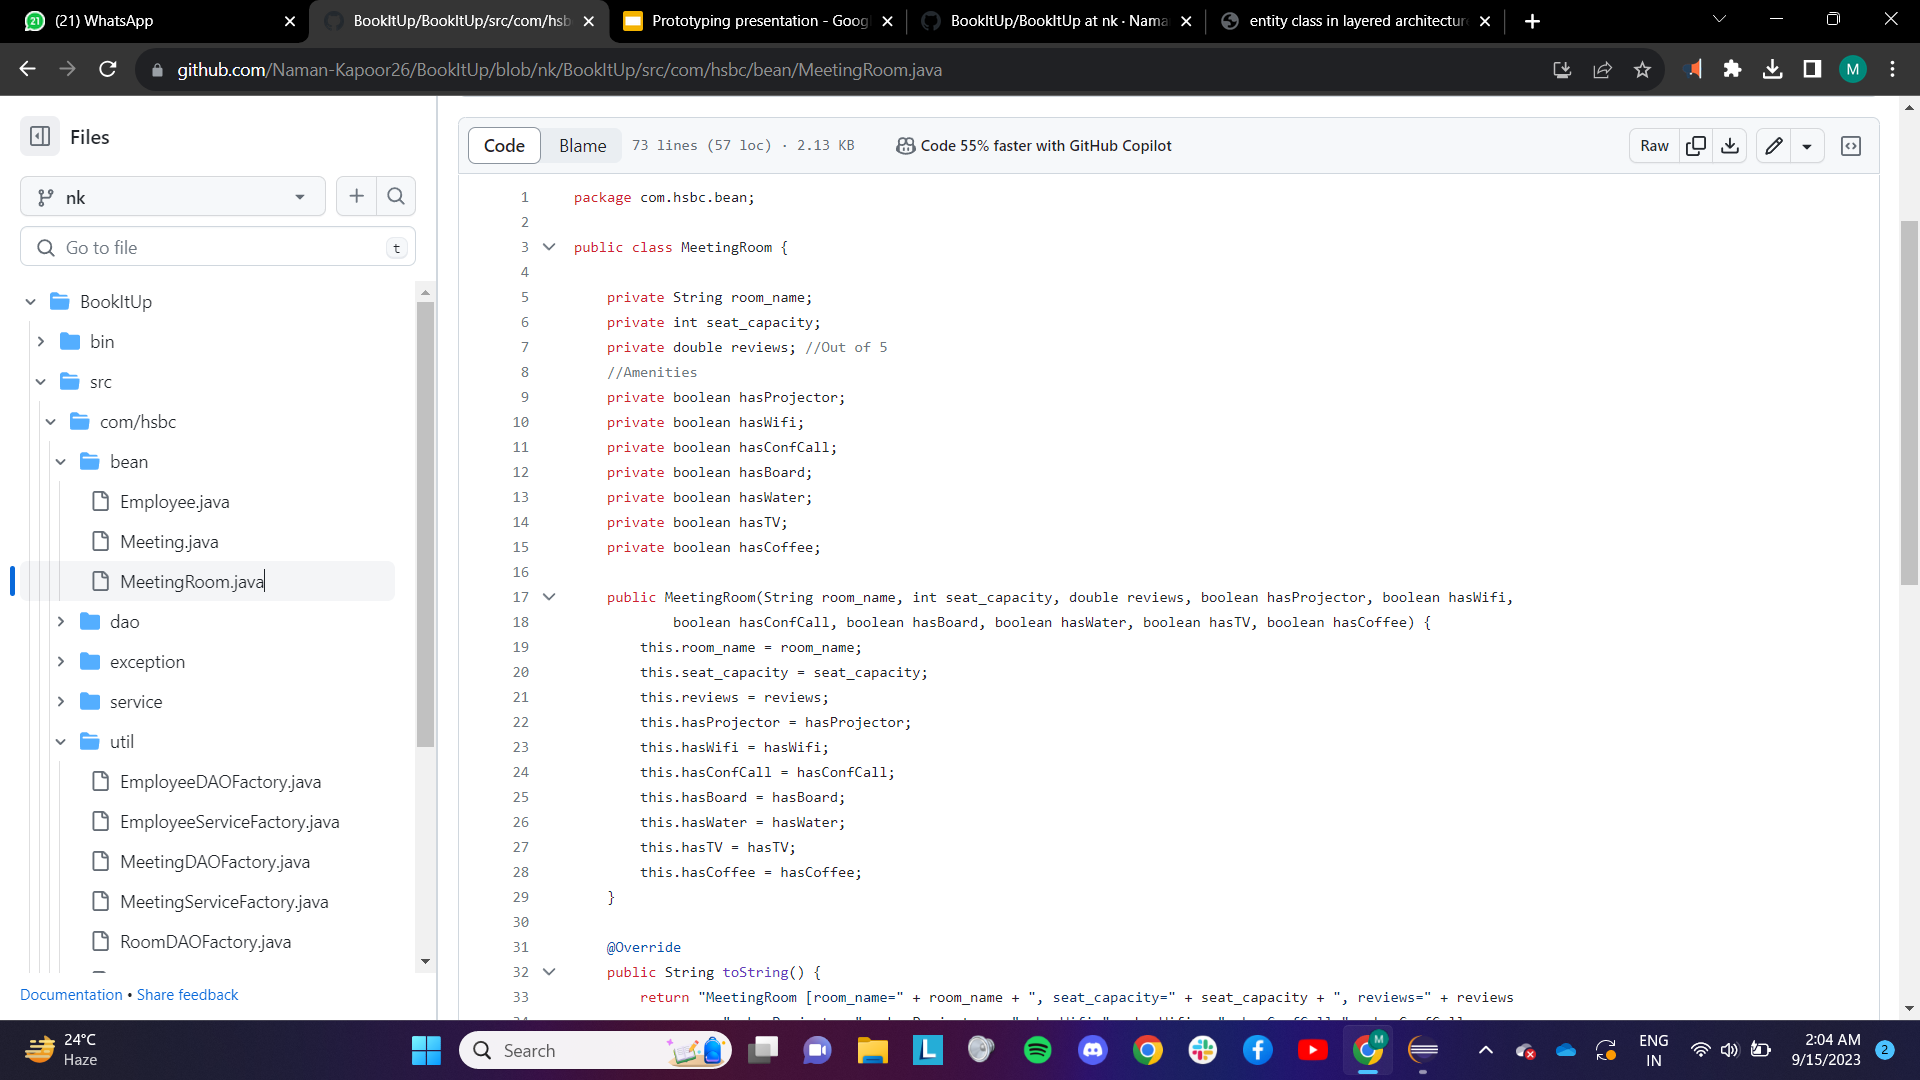 (21) WhatsApp
BookItUp/BookItUp/src/com/hsb
Prototyping presentation - Goog
BookItUp/BookItUp at nk · Nama
entity class in layered architecture
github.com/Naman-Kapoor26/BookItUp/blob/nk/BookItUp/src/com/hsbc/bean/MeetingRoom.java
M
Files
nk
Go to file
t
BookItUp
bin
src
com/hsbc
bean
Employee.java
Meeting.java
MeetingRoom.java
dao
exception
service
util
EmployeeDAOFactory.java
EmployeeServiceFactory.java
MeetingDAOFactory.java
MeetingServiceFactory.java
RoomDAOFactory.java
Documentation • Share feedback
Code Blame 73 lines (57 loc) · 2.13 KB Code 55% faster with GitHub Copilot Raw
1 package com.hsbc.bean;
2
3 public class MeetingRoom {
4
5 private String room_name;
6 private int seat_capacity;
7 private double reviews; //Out of 5
8 //Amenities
9 private boolean hasProjector;
10 private boolean hasWifi;
11 private boolean hasConfCall;
12 private boolean hasBoard;
13 private boolean hasWater;
14 private boolean hasTV;
15 private boolean hasCoffee;
16
17 public MeetingRoom(String room_name, int seat_capacity, double reviews, boolean hasProjector, boolean hasWifi,
18 boolean hasConfCall, boolean hasBoard, boolean hasWater, boolean hasTV, boolean hasCoffee) {
19 this.room_name = room_name;
20 this.seat_capacity = seat_capacity;
21 this.reviews = reviews;
22 this.hasProjector = hasProjector;
23 this.hasWifi = hasWifi;
24 this.hasConfCall = hasConfCall;
25 this.hasBoard = hasBoard;
26 this.hasWater = hasWater;
27 this.hasTV = hasTV;
28 this.hasCoffee = hasCoffee;
29 }
30
31 @Override
32 public String toString() {
33 return "MeetingRoom [room_name=" + room_name + ", seat_capacity=" + seat_capacity + ", reviews=" + reviews
24°C
Haze
Search
ENG
IN
2:04 AM
9/15/2023
2